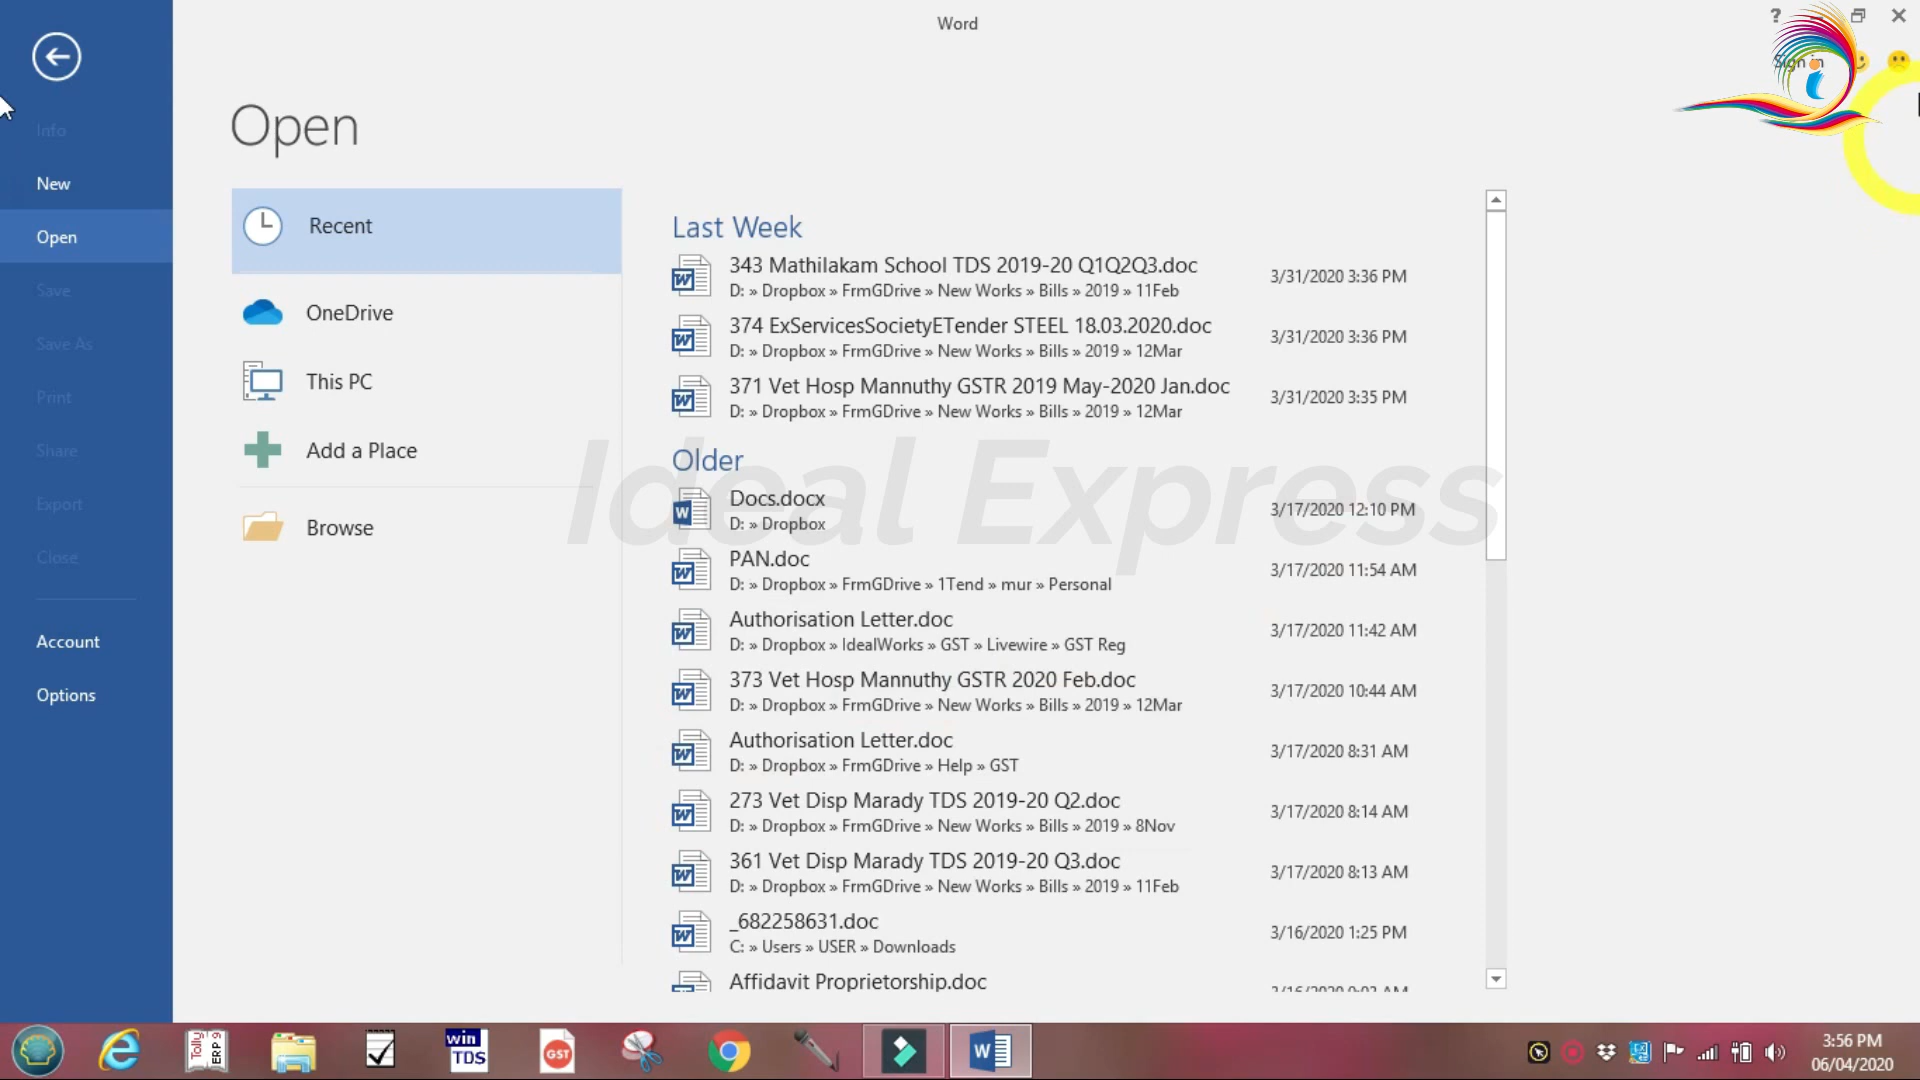 Word
?
Sign in
Info
New
Open
Save
Save As
Print
Share
Export
Close
Account
Options
Open
Recent
OneDrive
This PC
Add a Place
Browse
Last Week
343 Mathilakam School TDS 2019-20 Q1Q2Q3.doc
D: » Dropbox » FrmGDrive » New Works » Bills » 2019 » 11Feb
3/31/2020 3:36 PM
374 ExServicesSocietyETender STEEL 18.03.2020.doc
D: » Dropbox » FrmGDrive » New Works » Bills » 2019 » 12Mar
3/31/2020 3:36 PM
371 Vet Hosp Mannuthy GSTR 2019 May-2020 Jan.doc
D: » Dropbox » FrmGDrive » New Works » Bills » 2019 » 12Mar
3/31/2020 3:35 PM
Older
Ideal Express
Docs.docx
D: » Dropbox
3/17/2020 12:10 PM
PAN.doc
D: » Dropbox » FrmGDrive » 1Tend » mur » Personal
3/17/2020 11:54 AM
Authorisation Letter.doc
D: » Dropbox » IdealWorks » GST » Livewire » GST Reg
3/17/2020 11:42 AM
373 Vet Hosp Mannuthy GSTR 2020 Feb.doc
D: » Dropbox » FrmGDrive » New Works » Bills » 2019 » 12Mar
3/17/2020 10:44 AM
Authorisation Letter.doc
D: » Dropbox » FrmGDrive » Help » GST
3/17/2020 8:31 AM
273 Vet Disp Marady TDS 2019-20 Q2.doc
D: » Dropbox » FrmGDrive » New Works » Bills » 2019 » 8Nov
3/17/2020 8:14 AM
361 Vet Disp Marady TDS 2019-20 Q3.doc
D: » Dropbox » FrmGDrive » New Works » Bills » 2019 » 11Feb
3/17/2020 8:13 AM
_682258631.doc
C: » Users » USER » Downloads
3/16/2020 1:25 PM
Affidavit Proprietorship.doc
Tally
ERP 9
win
TDS
GST
3:56 PM
06/04/2020